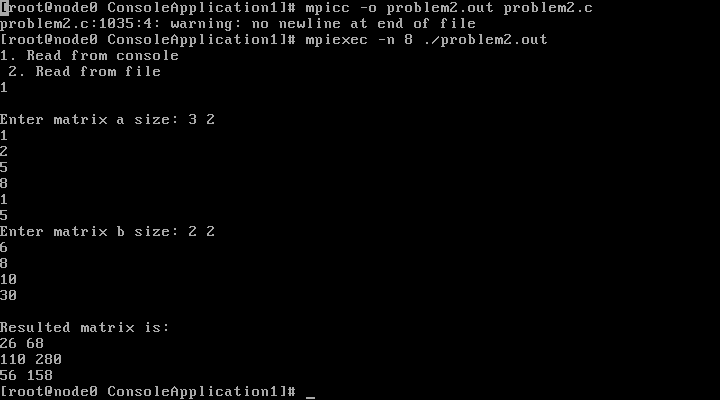 [root@node0 ConsoleApplication1]# mpicc -o problem2.out problem2.c
problem2.c:1035:4: warning: no newline at end of file
[root@node0 ConsoleApplication1]# mpiexec -n 8 ./problem2.out
1. Read from console
 2. Read from file
1

Enter matrix a size: 3 2
1
2
5
8
1
5
Enter matrix b size: 2 2
6
8
10
30

Resulted matrix is:
26 68
110 280
56 158
[root@node0 ConsoleApplication1]# _